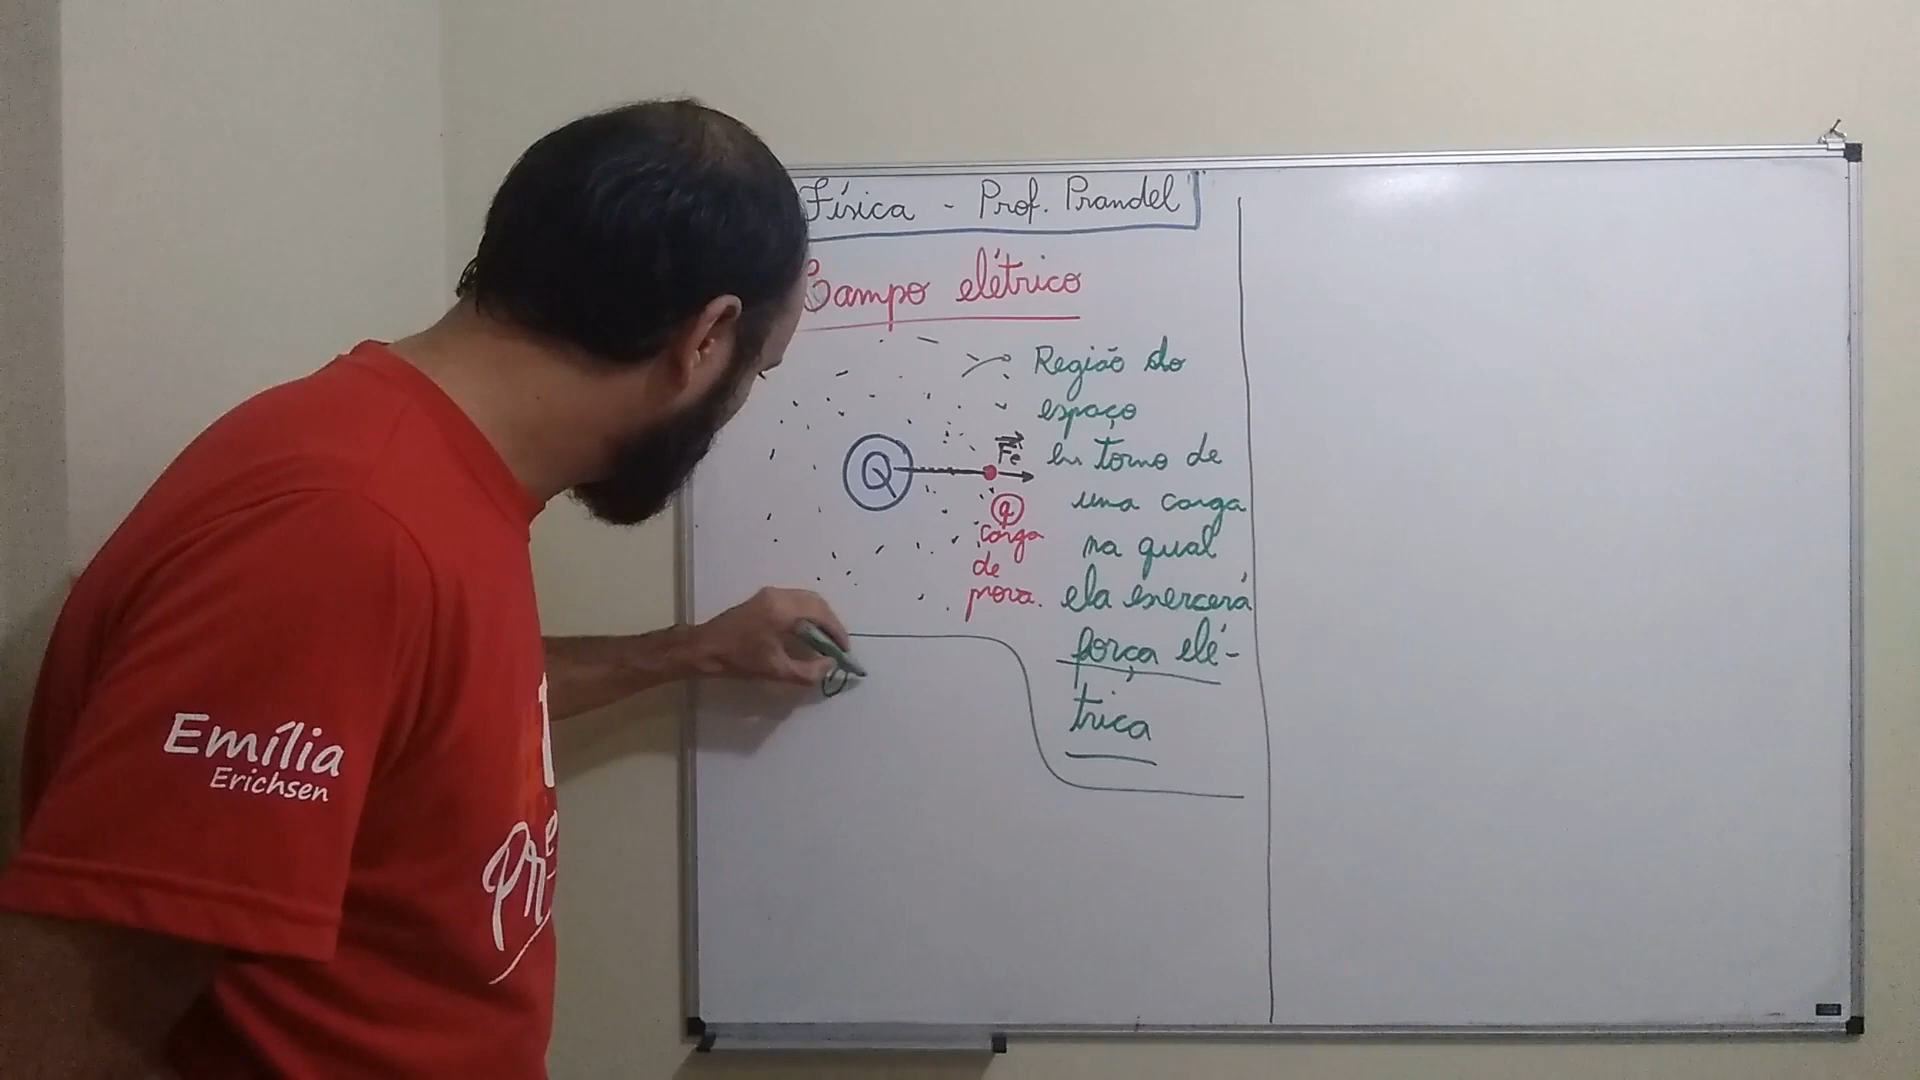 Física - Prof. Prandel
Campo elétrico
Região do
espaço
em torno de
uma carga
na qual
ela exercerá
força elé-
trica
Q
Fe
q
carga
de
prova.
Emília
Erichsen